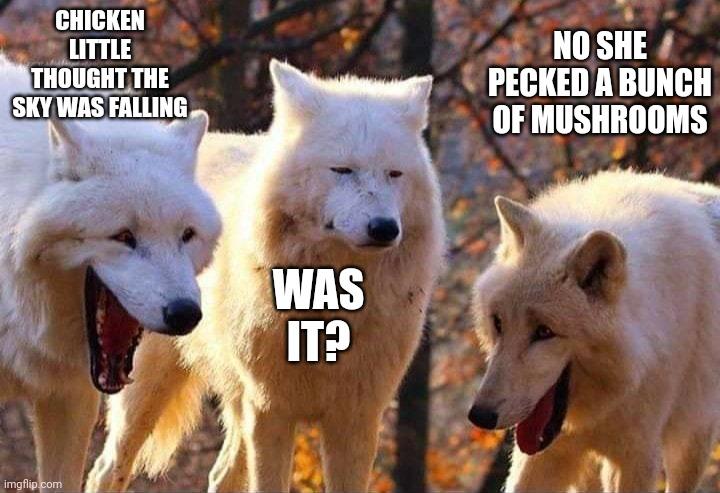 CHICKEN
LITTLE
THOUGHT THE
SKY WAS FALLING
WAS
IT?
NO SHE
PECKED A BUNCH
OF MUSHROOMS
imgflip.com